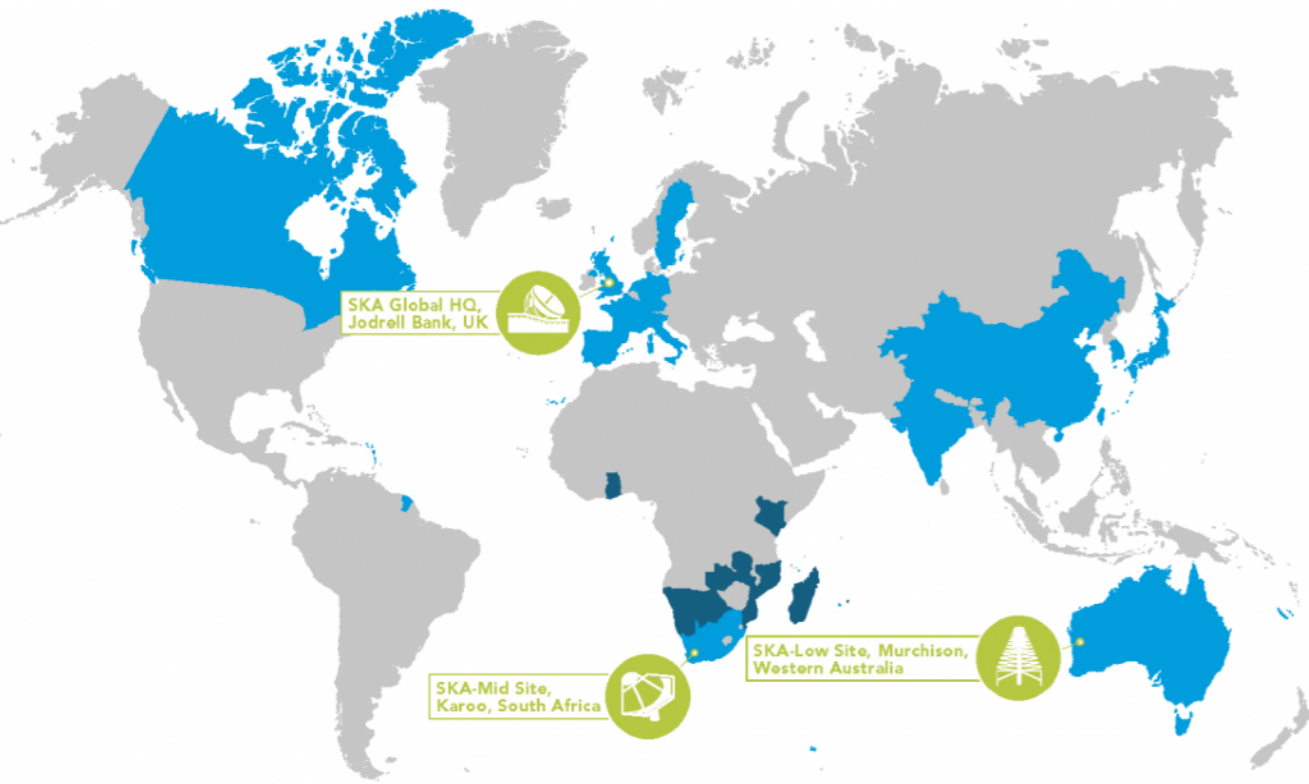 SKA Global HQ,
Jodrell Bank, UK
SKA-Low Site, Murchison,
Western Australia
SKA-Mid Site,
Karoo, South Africa